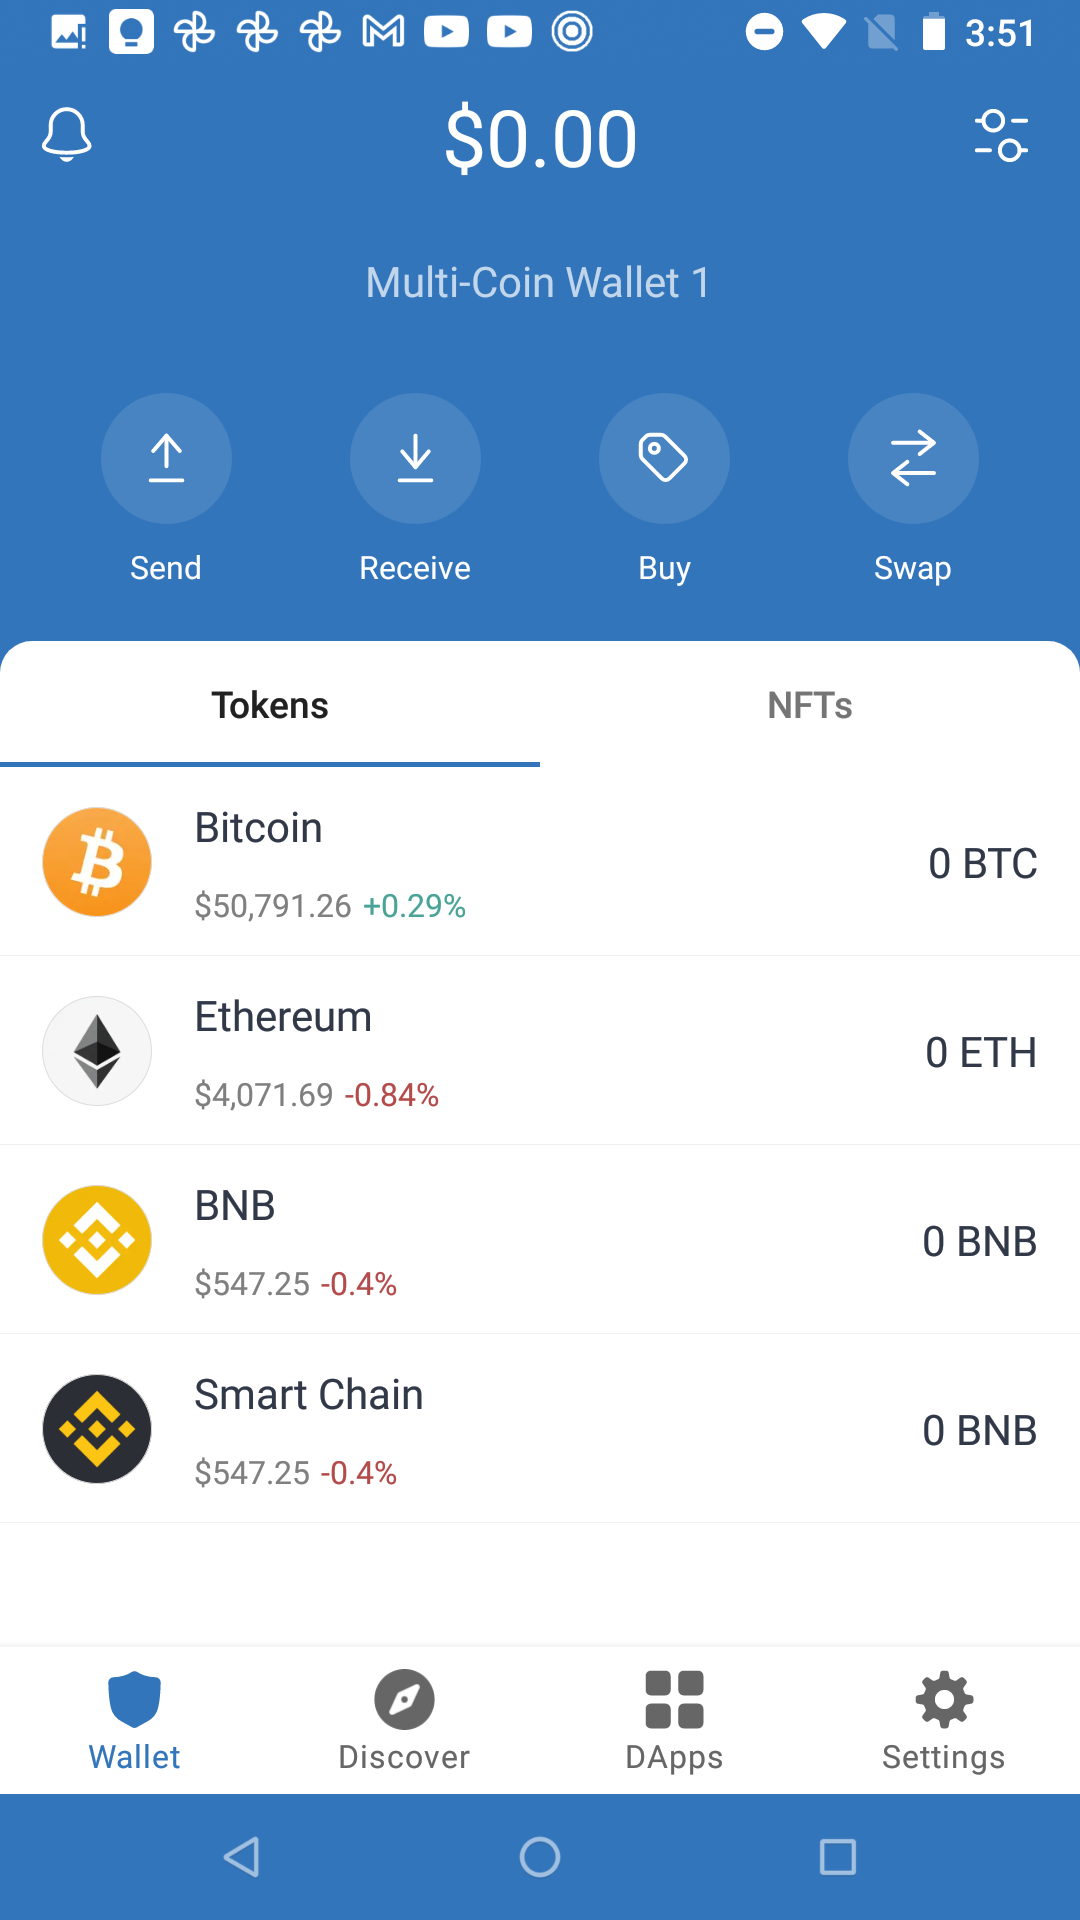 3:51
$0.00
Multi-Coin Wallet 1
Send Receive Buy Swap
Tokens NFTs
Bitcoin
0 BTC
$50,791.26 +0.29%
Ethereum
0 ETH
$4,071.69 -0.84%
BNB
0 BNB
$547.25 -0.4%
Smart Chain
0 BNB
$547.25 -0.4%
Wallet Discover DApps Settings